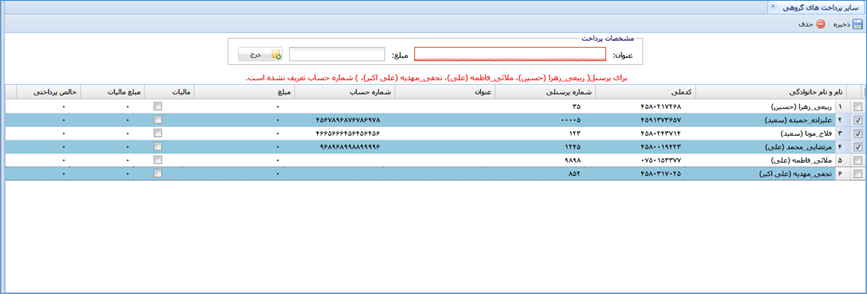 سایر پرداخت های گروهی
ذخیره حذف
مشخصات پرداخت
عنوان: مبلغ: درج
برای پرسنل( ربیعی_زهرا (حسین)، ملائی_فاطمه (علی)، نجفی_مهدیه (علی اکبر)، ) شماره حساب تعریف نشده است.
نام و نام خانوادگی کدملی شماره پرسنلی عنوان شماره حساب مبلغ مالیات مبلغ مالیات خالص پرداختی
۱ ربیعی_زهرا (حسین) ۴۵۸۰۲۱۷۲۶۸ ۳۵ ۰ ۰ ۰
۲ علیزاده_حمیده (سعید) ۴۵۹۱۳۷۳۶۵۷ ۰۰۰۰۵ ۴۵۶۷۸۹۶۸۷۶۷۸۶۹۷۸ ۰ ۰ ۰
۳ فلاح_مونا (سعید) ۴۵۸۰۲۴۳۷۱۴ ۱۲۳ ۴۶۶۵۶۶۶۴۵۶۴۵۶۴۵۶ ۰ ۰ ۰
۴ مرتضایی_محمد (علی) ۴۵۸۰۰۱۹۴۲۳ ۱۲۴۵ ۹۶۸۹۶۸۹۹۸۸۹۹۹۹۶ ۰ ۰ ۰
۵ ملائی_فاطمه (علی) ۰۷۵۰۱۵۳۳۷۷ ۹۸۹۸ ۰ ۰ ۰
۶ نجفی_مهدیه (علی اکبر) ۴۵۸۰۳۱۷۰۲۵ ۸۵۲ ۰ ۰ ۰